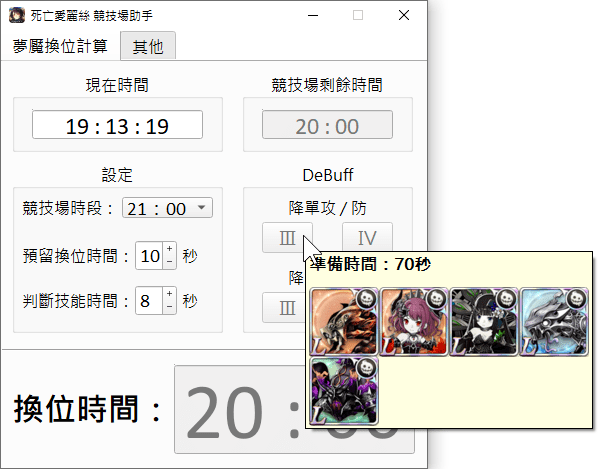 死亡愛麗絲 競技場助手
夢魘換位計算
其他
現在時間
競技場剩餘時間
19 : 13 : 19
20 : 00
設定
DeBuff
競技場時段：
21：00
降單攻 / 防
預留換位時間：
10
秒
III
IV
準備時間：70秒
判斷技能時間：
8
秒
降
III
L
L
L
L
L
換位時間：
20 : 00